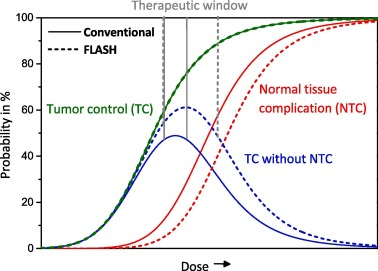 Therapeutic window
100
80
60
40
20
0
Probability in %
Conventional
FLASH
Tumor control (TC)
Normal tissue
complication (NTC)
TC without NTC
Dose